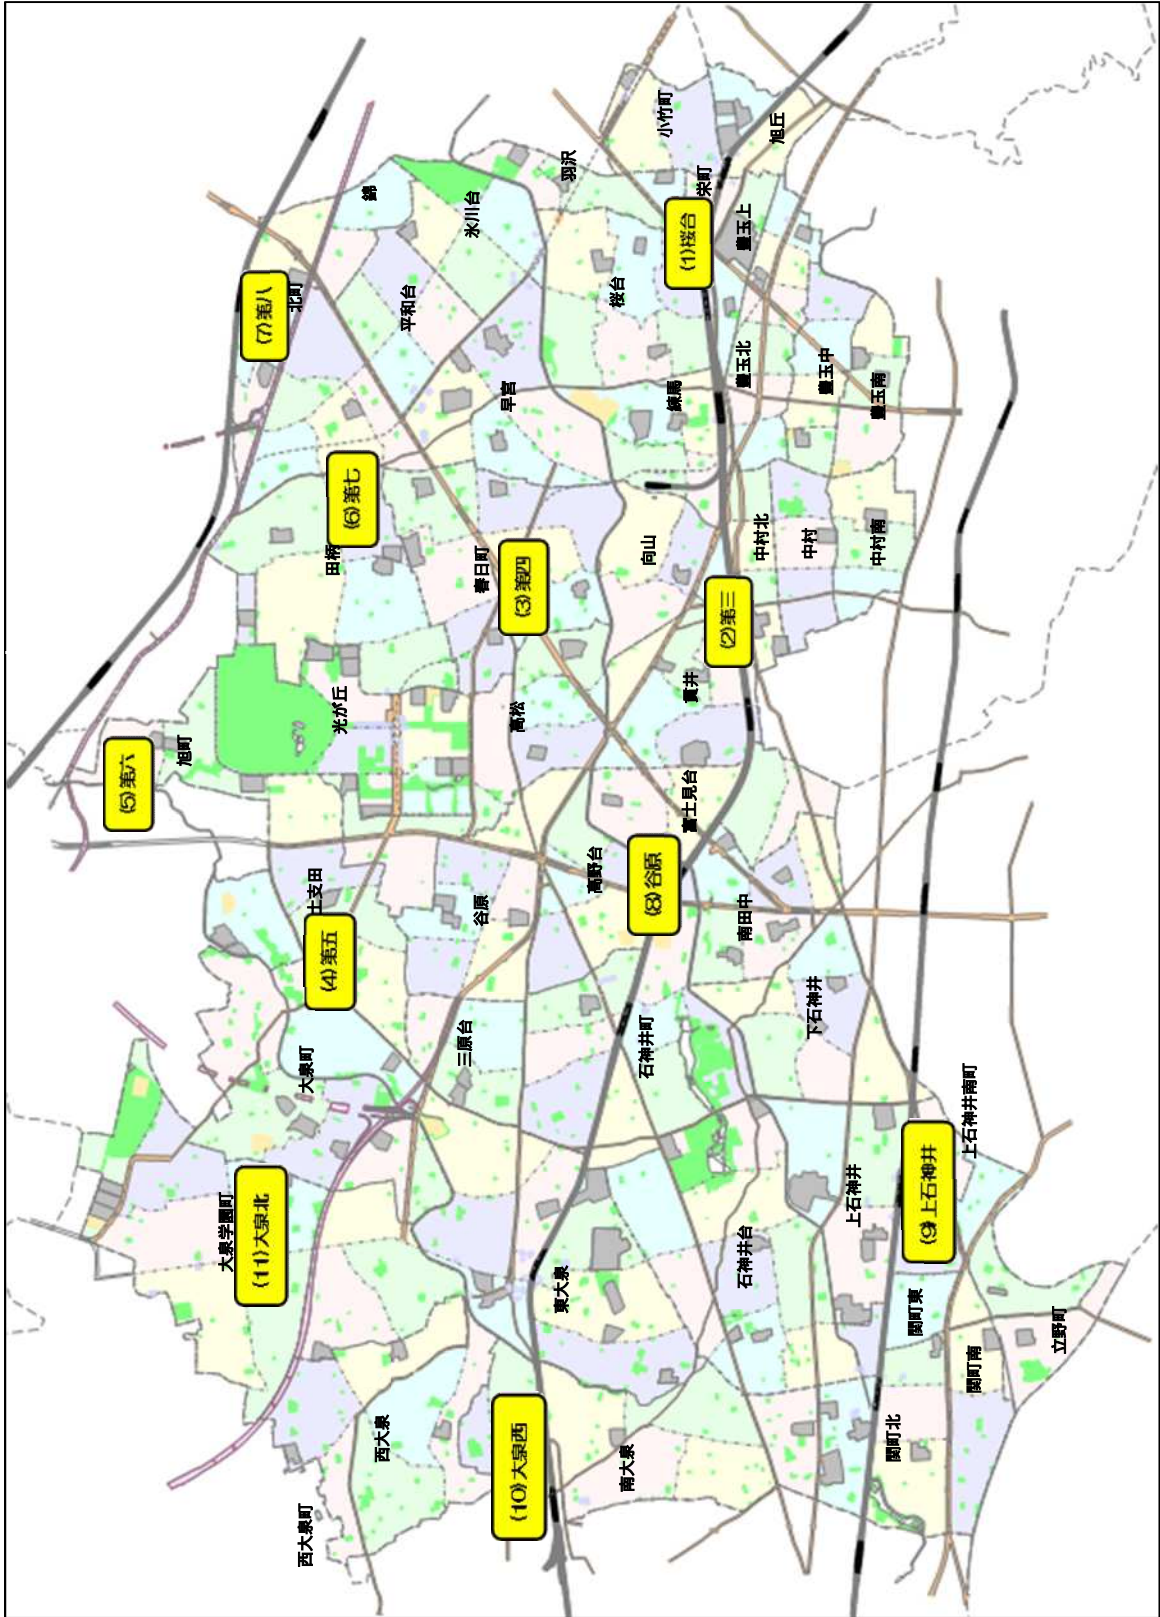 (5)第六
旭町
大泉学園町
(11)大泉北
(7)第八
北町
西大泉町
大泉町
土支田
(4)第五
田柄
光が丘
(6)第七
錦
西大泉
平和台
三原台
氷川台
谷原
春日町
早宮
高松
(10)大泉西
(3)第四
東大泉
羽沢
高野台
桜台
南大泉
石神井町
向山
(8)谷原
小竹町
練馬
(1)桜台
富士見台
貫井
栄町
(2)第三
石神井台
南田中
豊玉北
豊玉上
中村北
旭丘
中村
下石神井
豊玉中
上石神井
中村南
豊玉南
関町北
関町東
(9)上石神井
上石神井南町
関町南
立野町